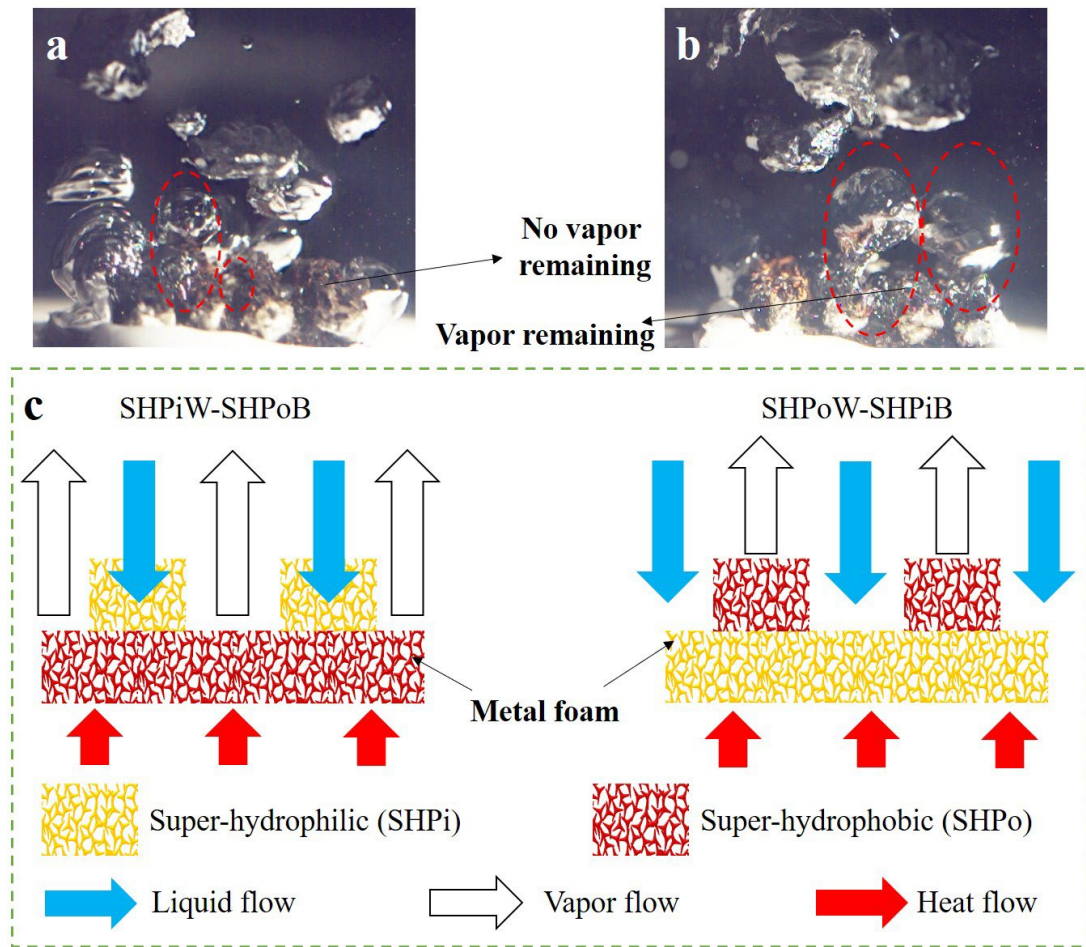 a
b
No vapor
remaining
Vapor remaining
c
SHPiW-SHPoB
SHPoW-SHPiB
Metal foam
Super-hydrophilic (SHPi)
Super-hydrophobic (SHPo)
Liquid flow
Vapor flow
Heat flow